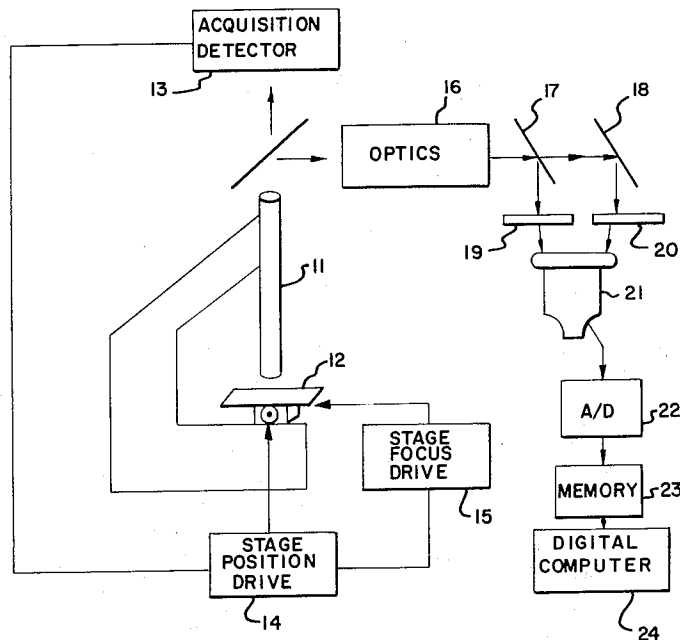 ACQUISITION
DETECTOR
13
16
17
18
OPTICS
19
20
11
21
12
A/D
22
STAGE
FOCUS
DRIVE
15
MEMORY
23
STAGE
POSITION
DRIVE
14
DIGITAL
COMPUTER
24